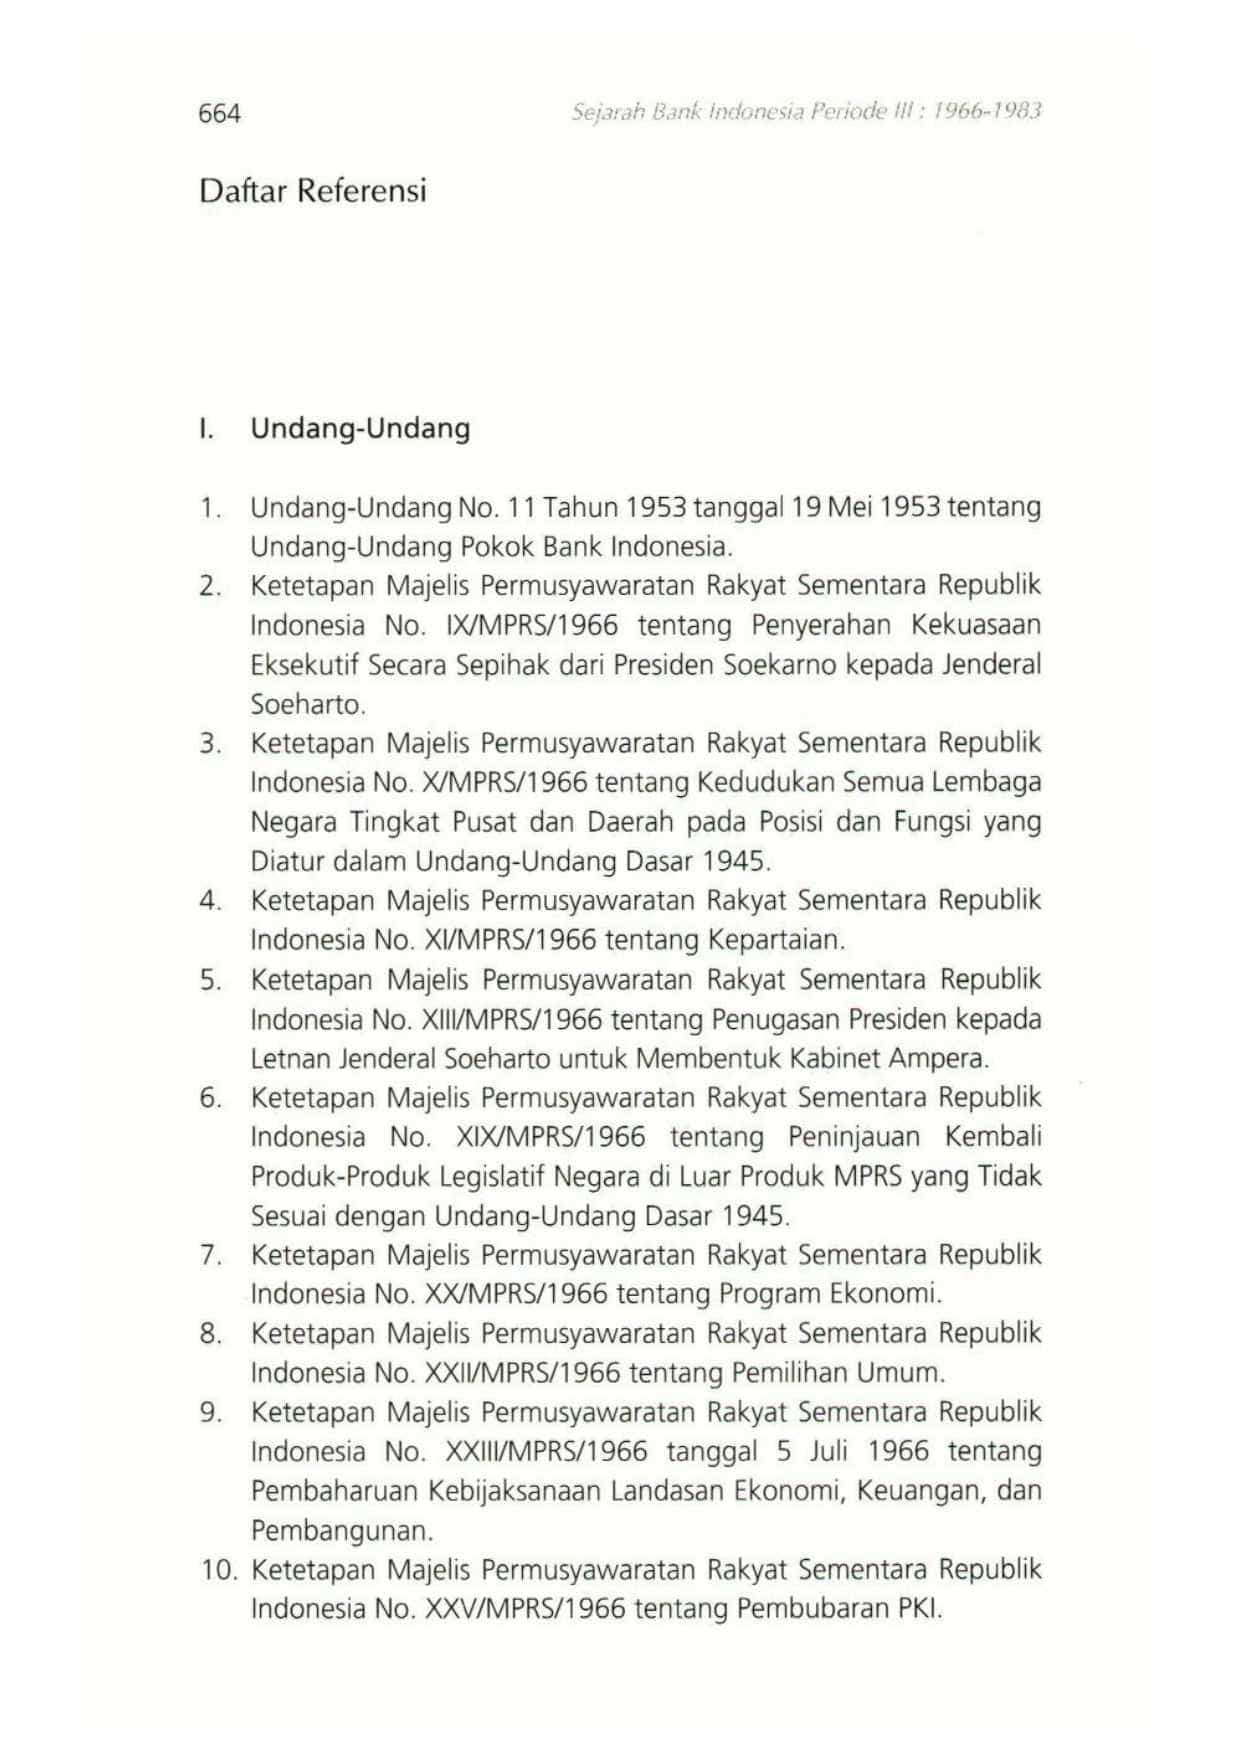 664
Sejarah Bank Indonesia Periode III : 1966-1983
Daftar Referensi
I. Undang-Undang
1. Undang-Undang No. 11 Tahun 1953 tanggal 19 Mei 1953 tentang
Undang-Undang Pokok Bank Indonesia.
2. Ketetapan Majelis Permusyawaratan Rakyat Sementara Republik
Indonesia No. IX/MPRS/1966 tentang Penyerahan Kekuasaan
Eksekutif Secara Sepihak dari Presiden Soekarno kepada Jenderal
Soeharto.
3. Ketetapan Majelis Permusyawaratan Rakyat Sementara Republik
Indonesia No. X/MPRS/1966 tentang Kedudukan Semua Lembaga
Negara Tingkat Pusat dan Daerah pada Posisi dan Fungsi yang
Diatur dalam Undang-Undang Dasar 1945.
4. Ketetapan Majelis Permusyawaratan Rakyat Sementara Republik
Indonesia No. XI/MPRS/1966 tentang Kepartaian.
5. Ketetapan Majelis Permusyawaratan Rakyat Sementara Republik
Indonesia No. XIII/MPRS/1966 tentang Penugasan Presiden kepada
Letnan Jenderal Soeharto untuk Membentuk Kabinet Ampera.
6. Ketetapan Majelis Permusyawaratan Rakyat Sementara Republik
Indonesia No. XIX/MPRS/1966 tentang Peninjauan Kembali
Produk-Produk Legislatif Negara di Luar Produk MPRS yang Tidak
Sesuai dengan Undang-Undang Dasar 1945.
7. Ketetapan Majelis Permusyawaratan Rakyat Sementara Republik
Indonesia No. XX/MPRS/1966 tentang Program Ekonomi.
8. Ketetapan Majelis Permusyawaratan Rakyat Sementara Republik
Indonesia No. XXII/MPRS/1966 tentang Pemilihan Umum.
9. Ketetapan Majelis Permusyawaratan Rakyat Sementara Republik
Indonesia No. XXIII/MPRS/1966 tanggal 5 Juli 1966 tentang
Pembaharuan Kebijaksanaan Landasan Ekonomi, Keuangan, dan
Pembangunan.
10. Ketetapan Majelis Permusyawaratan Rakyat Sementara Republik
Indonesia No. XXV/MPRS/1966 tentang Pembubaran PKI.